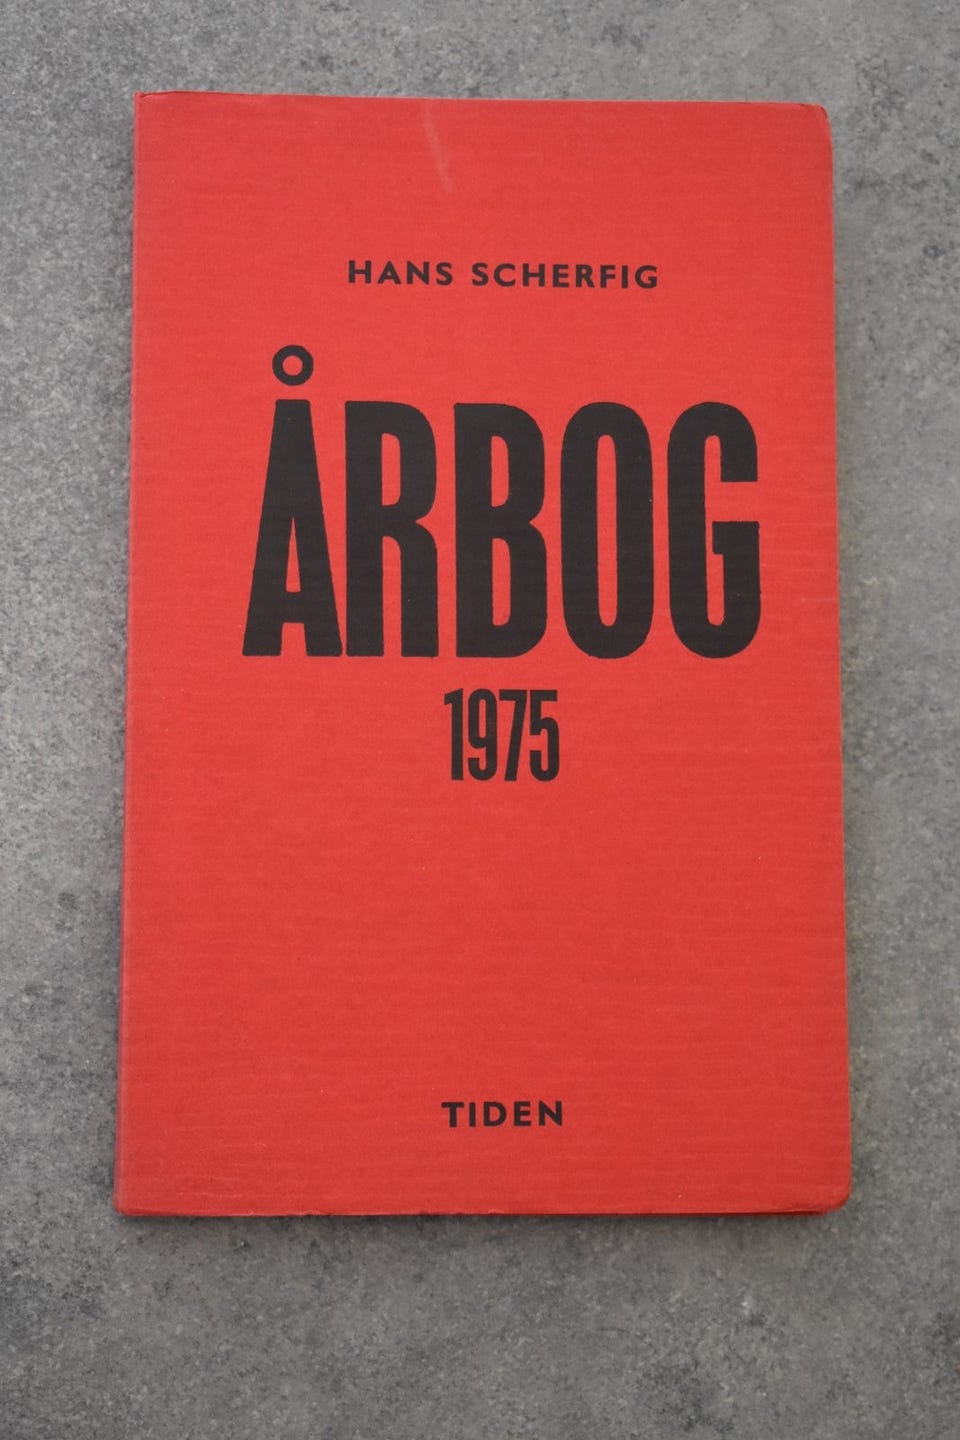 HANS SCHERFIG
ÅRBOG
1975
TIDEN